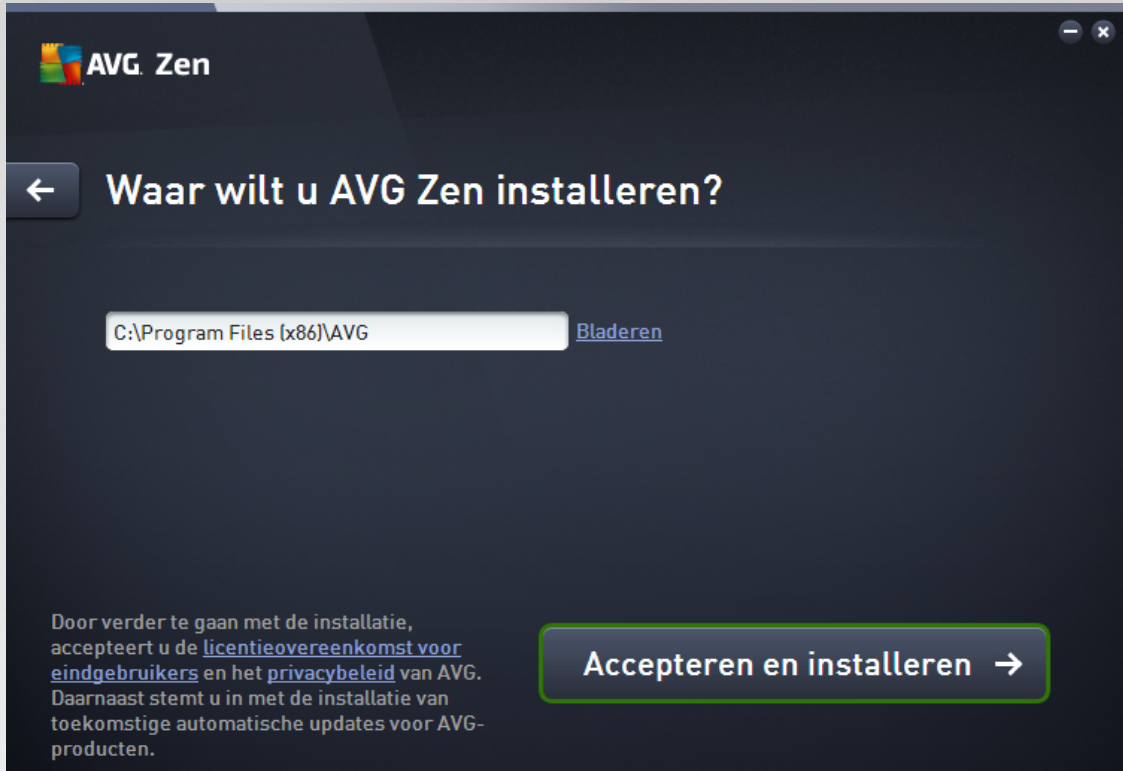 AVG. Zen
Waar wilt u AVG Zen installeren?
C:\Program Files (x86)\AVG
Bladeren
Door verder te gaan met de installatie,
accepteert u de licentieovereenkomst voor
eindgebruikers en het privacybeleid van AVG.
Daarnaast stemt u in met de installatie van
toekomstige automatische updates voor AVG-
producten.
Accepteren en installeren →